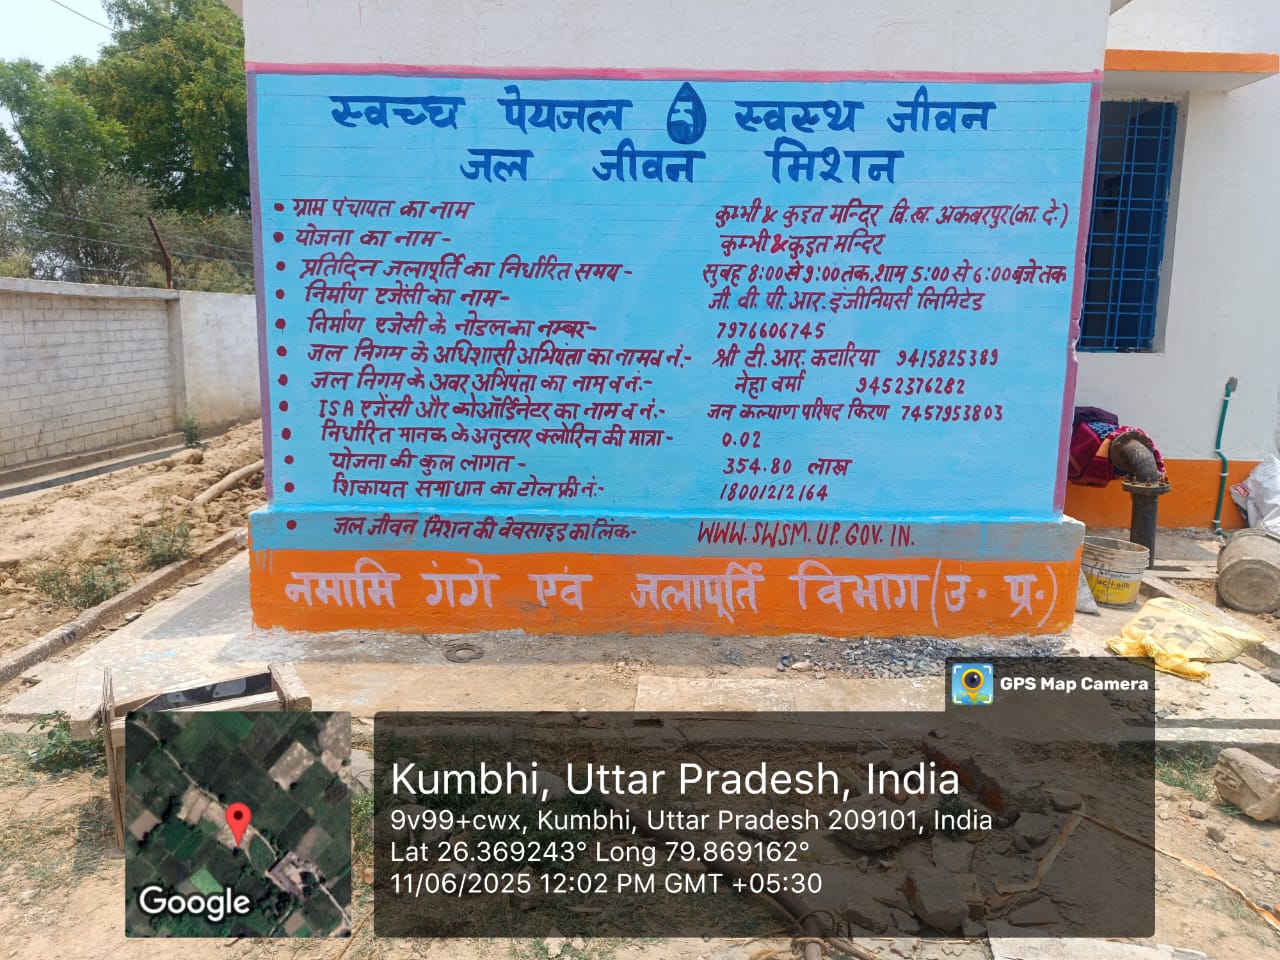 स्वच्छ पेयजल स्वस्थ जीवन
जल जीवन मिशन
• ग्राम पंचायत का नाम कुम्भी & कुइत मन्दिर वि.ख. अकबरपुर(का.दे.)
• योजना का नाम - कुम्भी & कुइत मन्दिर
• प्रतिदिन जलापूर्ति का निर्धारित समय - सुबह 8:00 से 9:00 तक, शाम 5:00 से 6:00 बजे तक
• निर्माण एजेंसी का नाम - जी. वी. पी. आर. इंजीनियर्स लिमिटेड
• निर्माण एजेंसी के नोडल का नम्बर - 7976606745
• जल निगम के अधिशासी अभियंता का नाम व नं.- श्री टी. आर. कटारिया 9415825389
• जल निगम के अवर अभियंता का नाम व नं.- नेहा वर्मा 9452376282
• ISA एजेंसी और कोऑर्डिनेटर का नाम व नं.- जन कल्याण परिषद किरण 7457953803
• निर्धारित मानक के अनुसार क्लोरिन की मात्रा - 0.02
• योजना की कुल लागत - 354.80 लाख
• शिकायत समाधान का टोल फ्री नं:- 18001212164
• जल जीवन मिशन की वेबसाइड का लिंक- WWW.SWSM.UP.GOV.IN.
नमामि गंगे एवं जलापूर्ति विभाग (उ. प्र.)
GPS Map Camera
Kumbhi, Uttar Pradesh, India
9v99+cwx, Kumbhi, Uttar Pradesh 209101, India
Lat 26.369243° Long 79.869162°
11/06/2025 12:02 PM GMT +05:30
Google